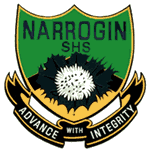 NARROGIN
SHS
ADVANCE WITH INTEGRITY